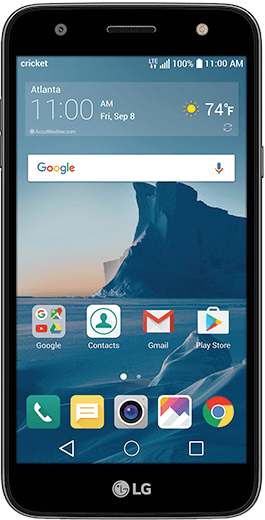 cricket LTE 100% 11:00 AM
Atlanta
11:00 AM
Fri, Sep 8
74°F
AccuWeather.com
Google
Google Contacts Gmail Play Store
LG